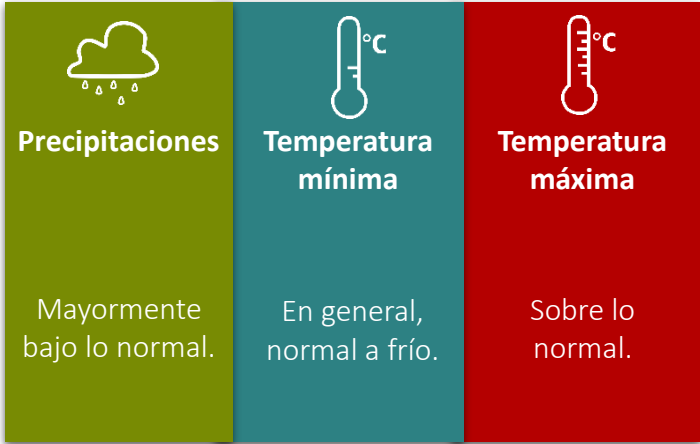 Precipitaciones
Mayormente
bajo lo normal.
°C
Temperatura
mínima
En general,
normal a frío.
°C
Temperatura
máxima
Sobre lo
normal.